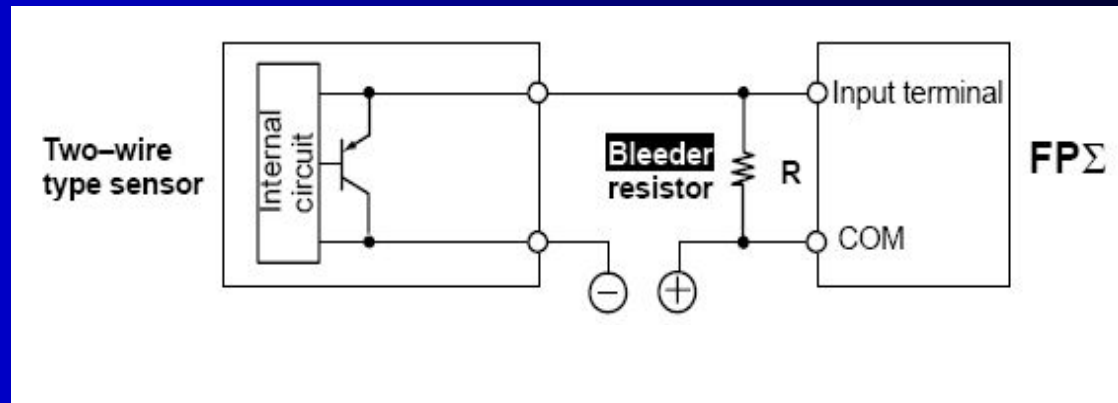 Two–wire
type sensor
Internal
circuit
Bleeder
resistor
R
Input terminal
COM
FPΣ
− +